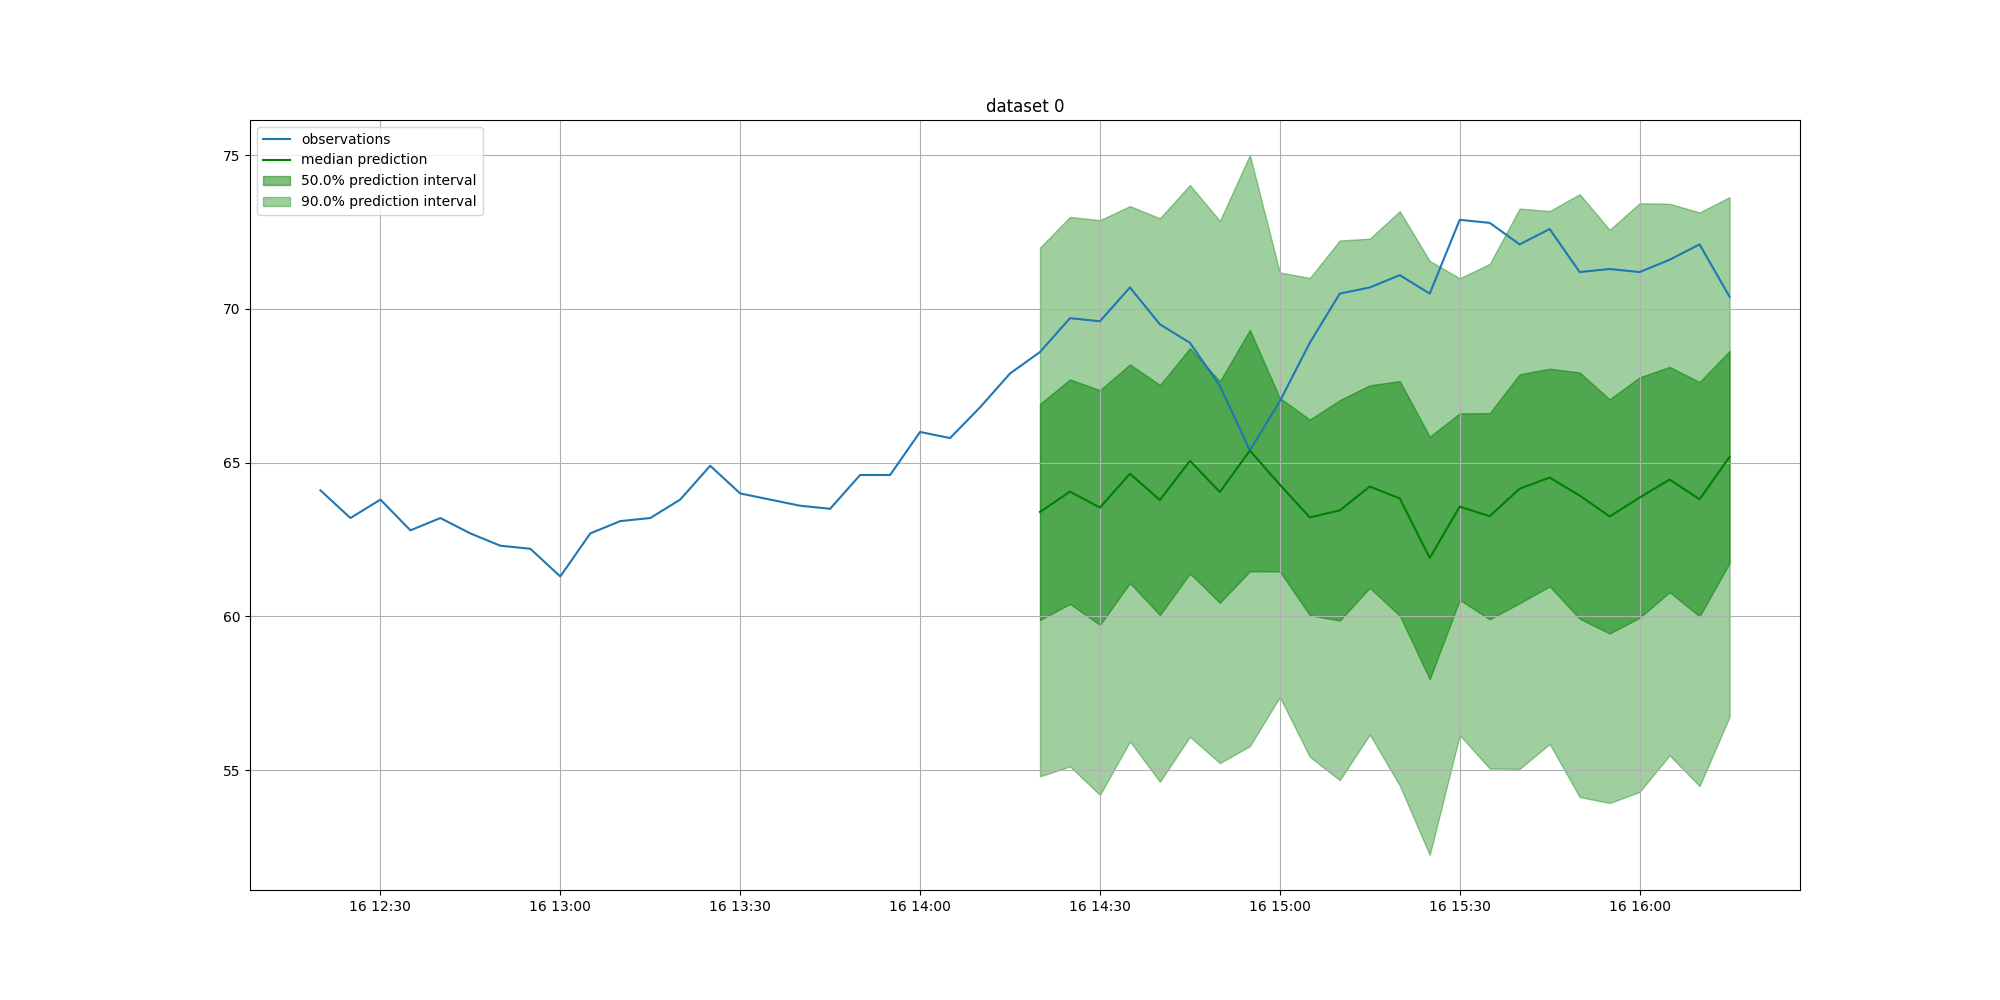 dataset 0
observations
median prediction
50.0% prediction interval
90.0% prediction interval
75
70
65
60
55
16 12:30 16 13:00 16 13:30 16 14:00 16 14:30 16 15:00 16 15:30 16 16:00